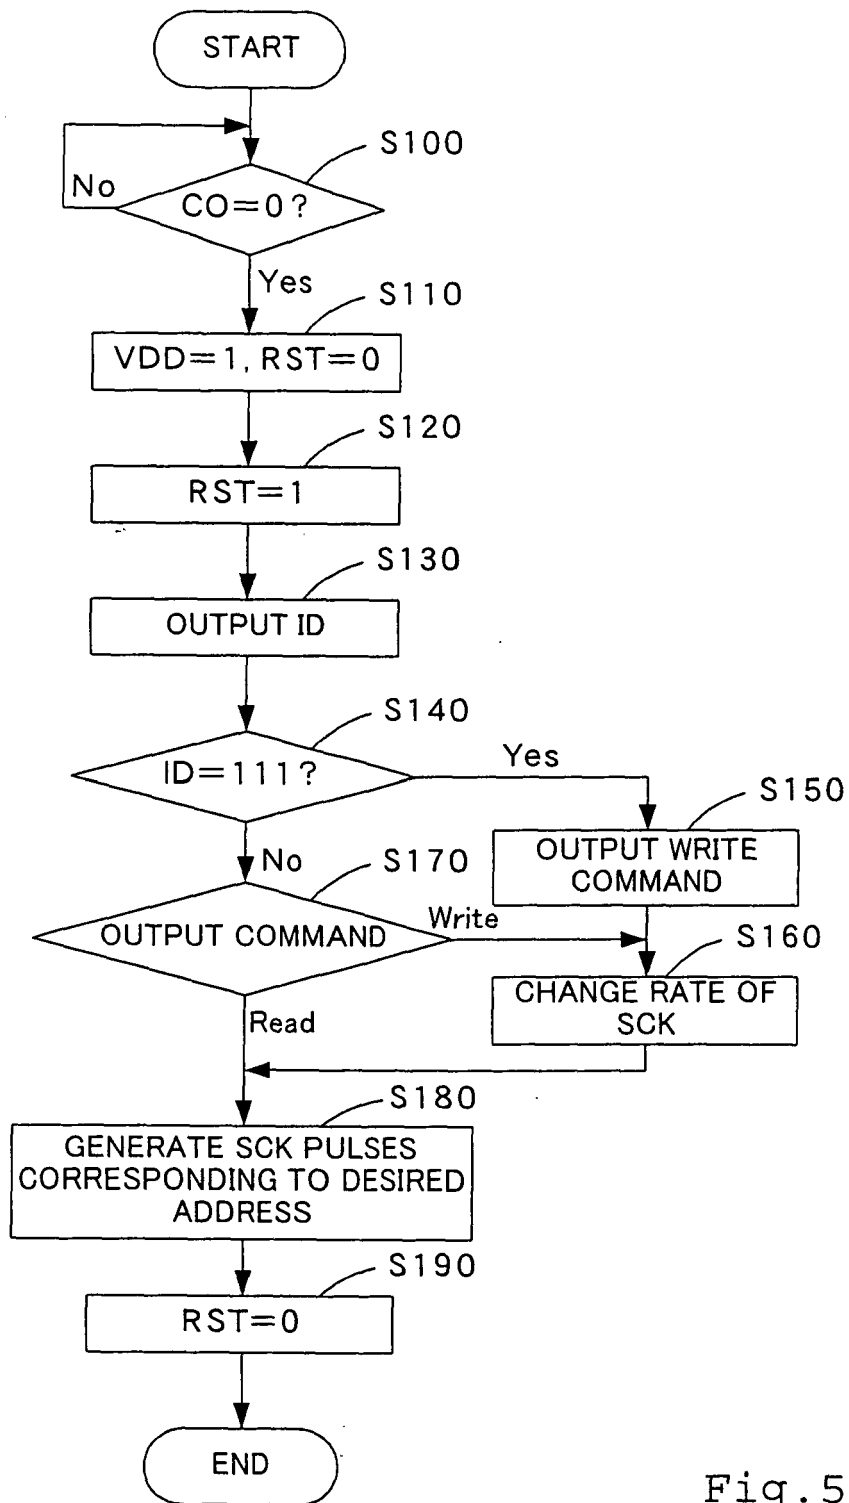 START
S100
No
CO=0?
Yes
S110
VDD=1, RST=0
S120
RST=1
S130
OUTPUT ID
S140
ID=111?
Yes
S150
OUTPUT WRITE
COMMAND
No
S170
OUTPUT COMMAND
Write
S160
CHANGE RATE OF
SCK
Read
S180
GENERATE SCK PULSES
CORRESPONDING TO DESIRED
ADDRESS
S190
RST=0
END
Fig.5